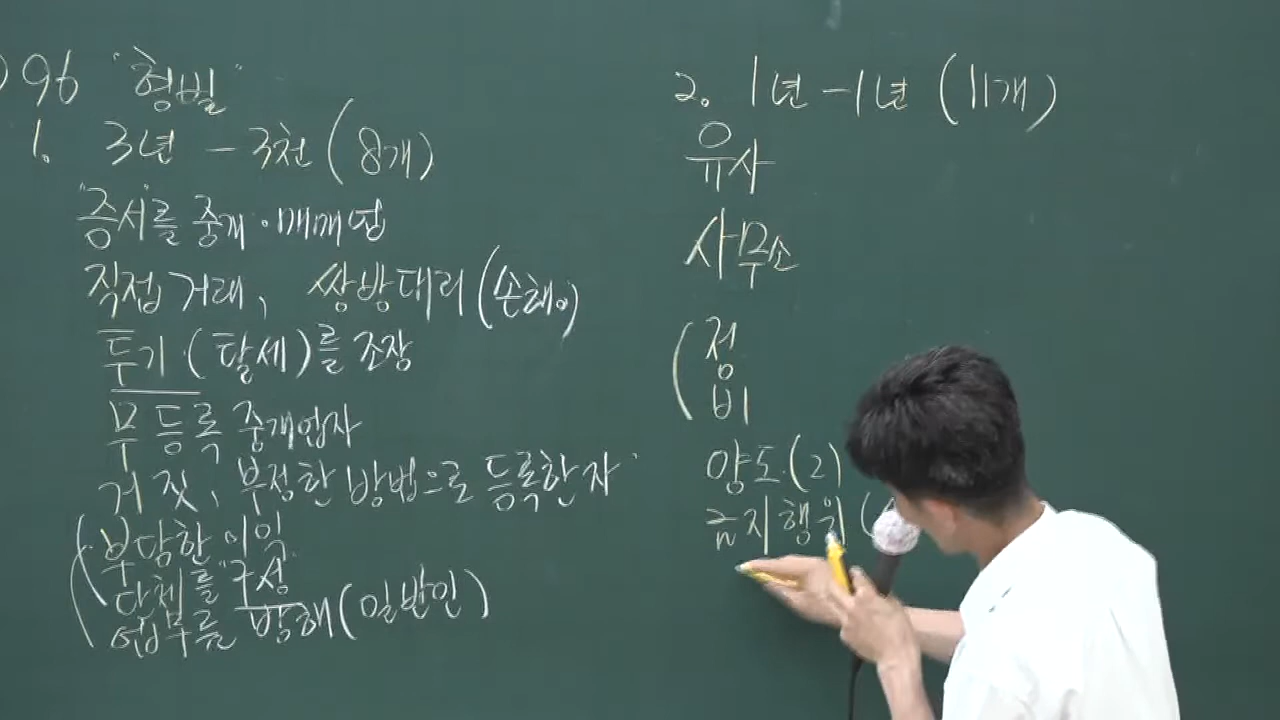 )96 "형벌"
1. 3년 - 3천 (8개)
"증서"를 중개·매매업
직접거래, 쌍방대리 (손해o)
투기 (탈세)를 조장
무등록 중개업자
거짓, 부정한 방법으로 등록한 자
부당한 이익
단체를 "구성"
업무를 방해 (일반인)
2. 1년 -1년 (11개)
유사
사무소
정
비
양도 (2)
금지행위 (